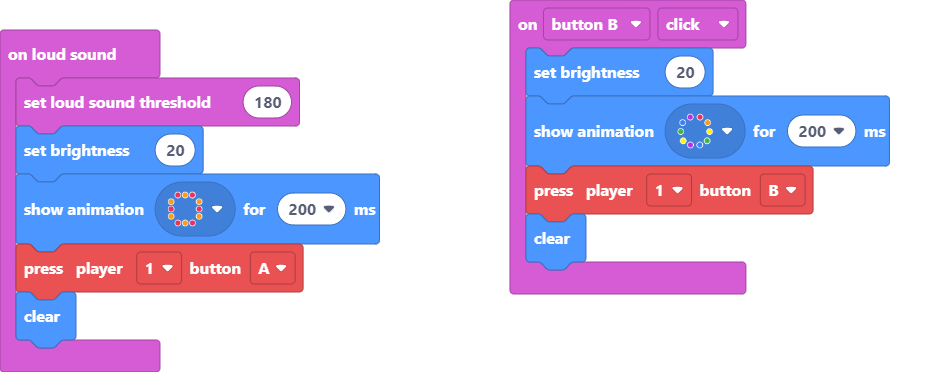 on loud sound
set loud sound threshold 180
set brightness 20
show animation for 200 ms
press player 1 button A
clear
on button B click
set brightness 20
show animation for 200 ms
press player 1 button B
clear